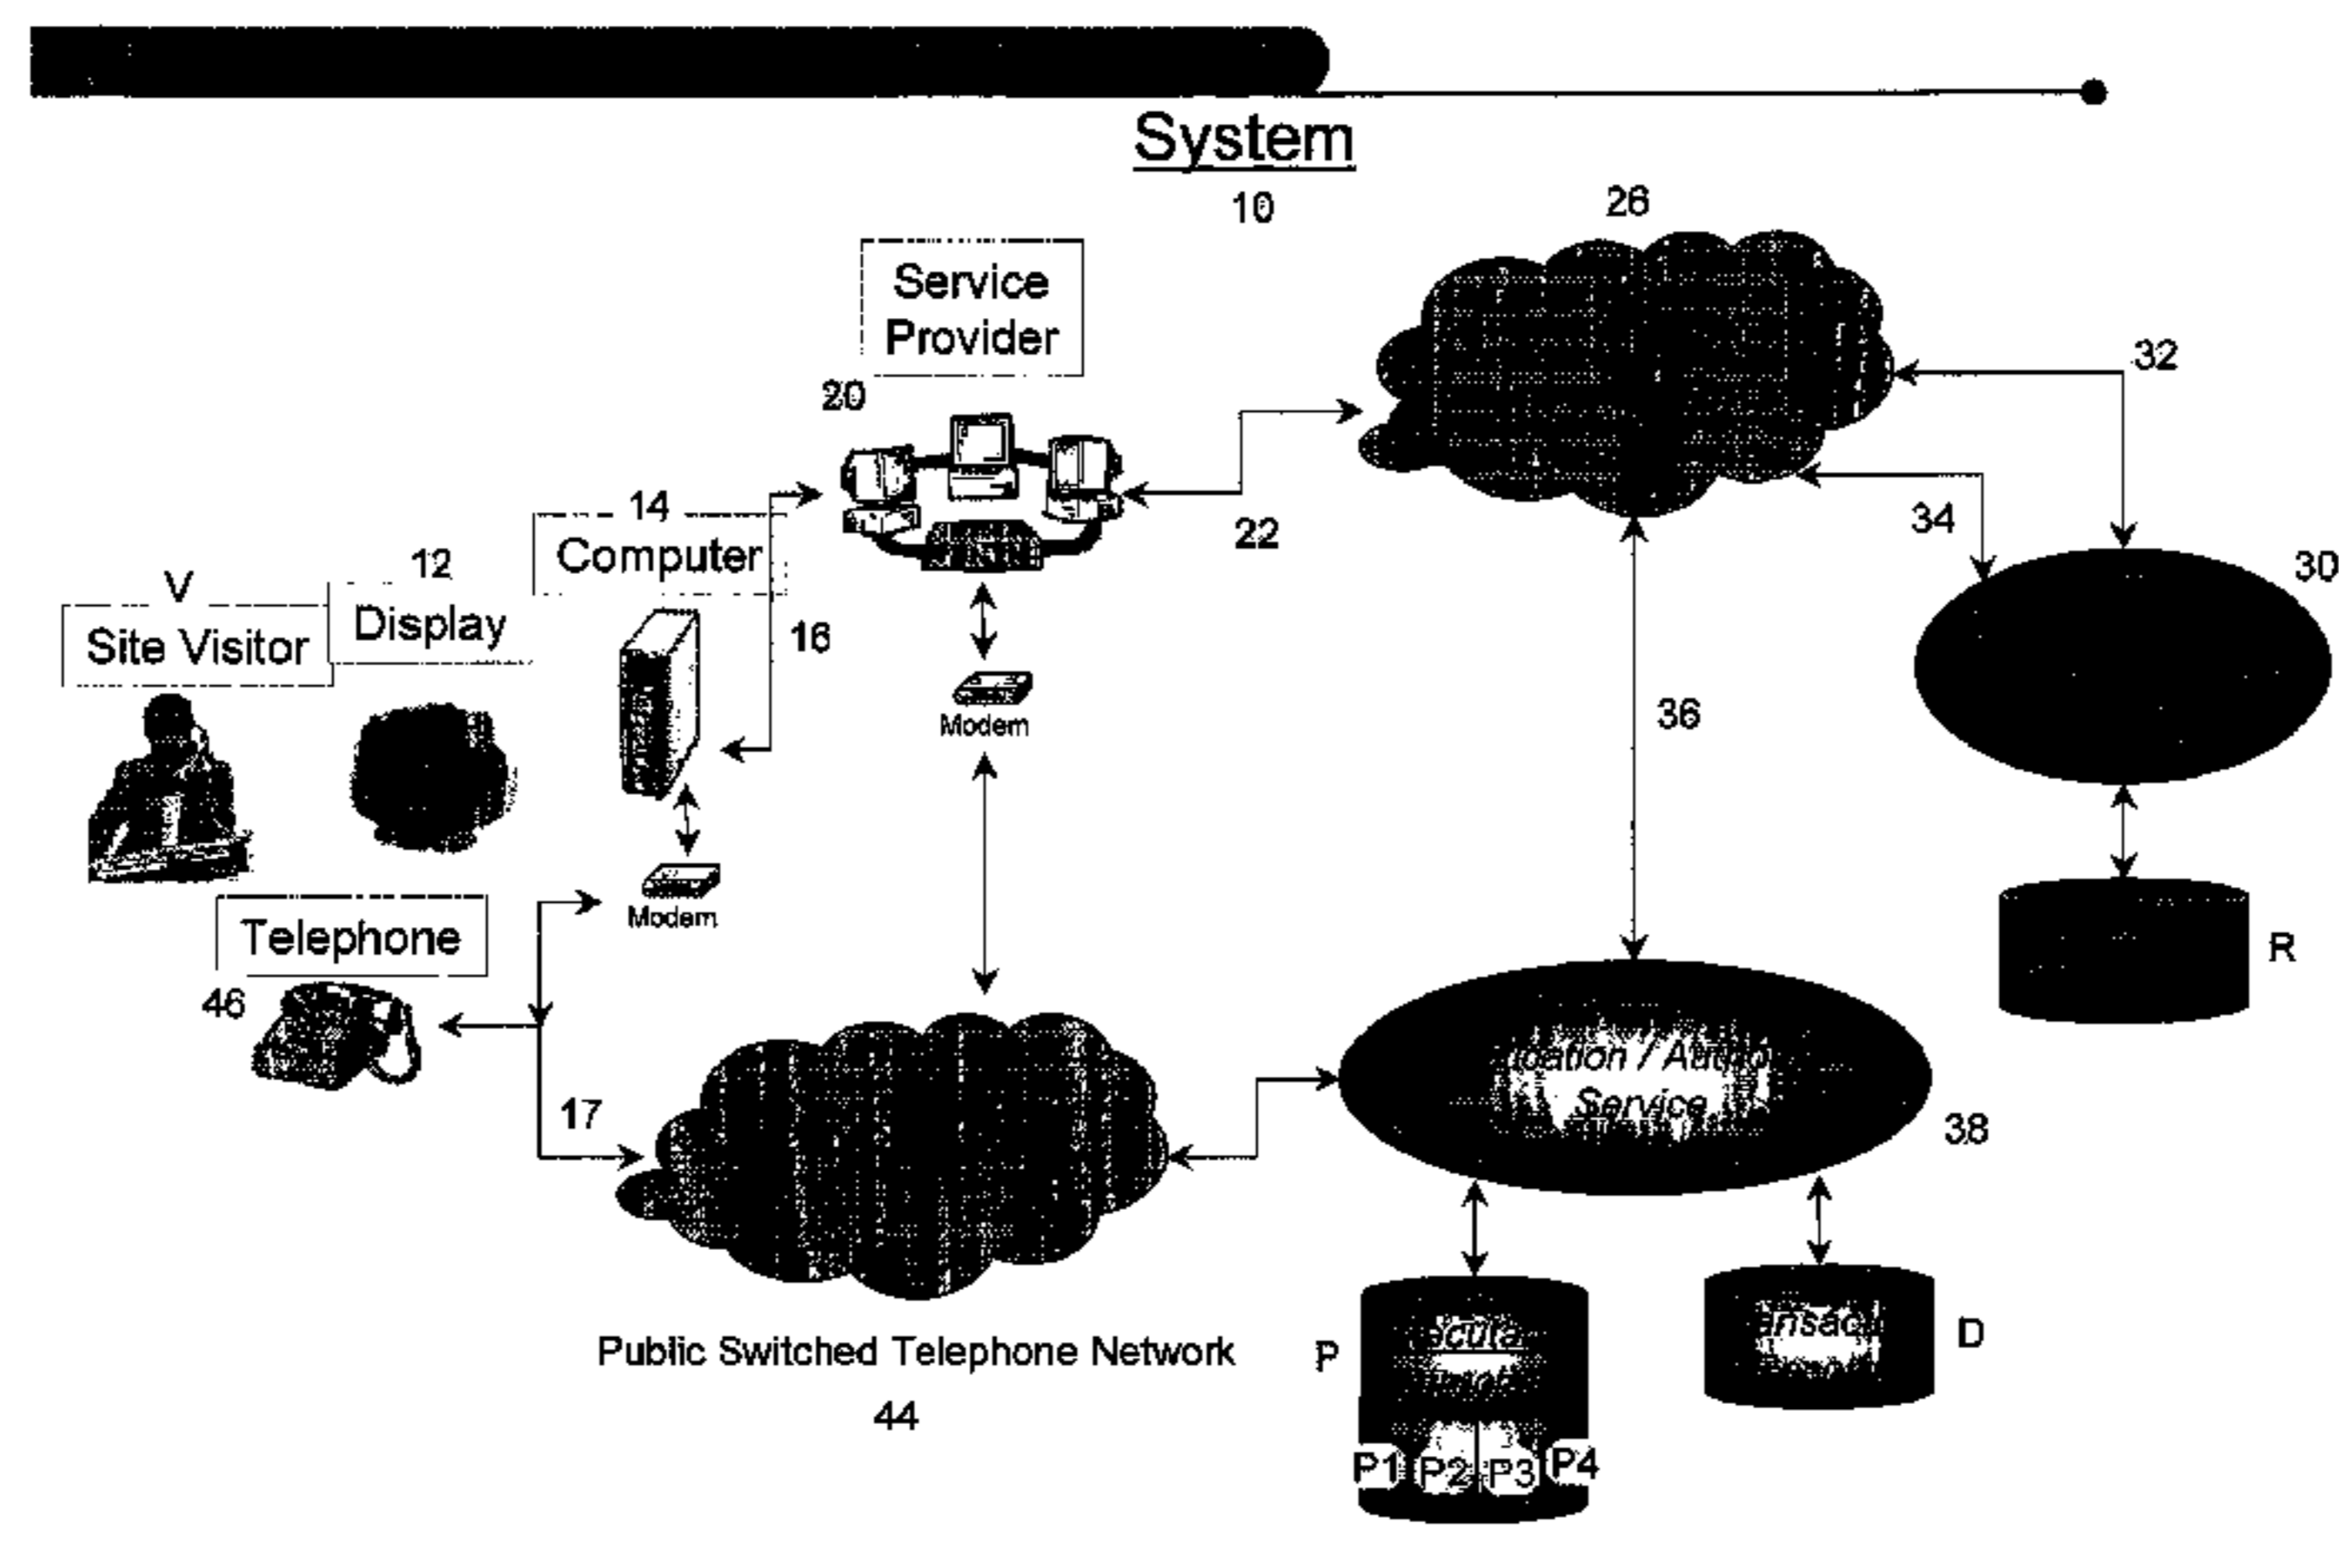 System
10
26
Service
Provider
20
32
14
Computer
22
34
12
Display
30
V
Site Visitor
16
Modem
36
Modem
Telephone
46
R
17
Service
38
Public Switched Telephone Network
44
P
D
P1
P2
P3
P4